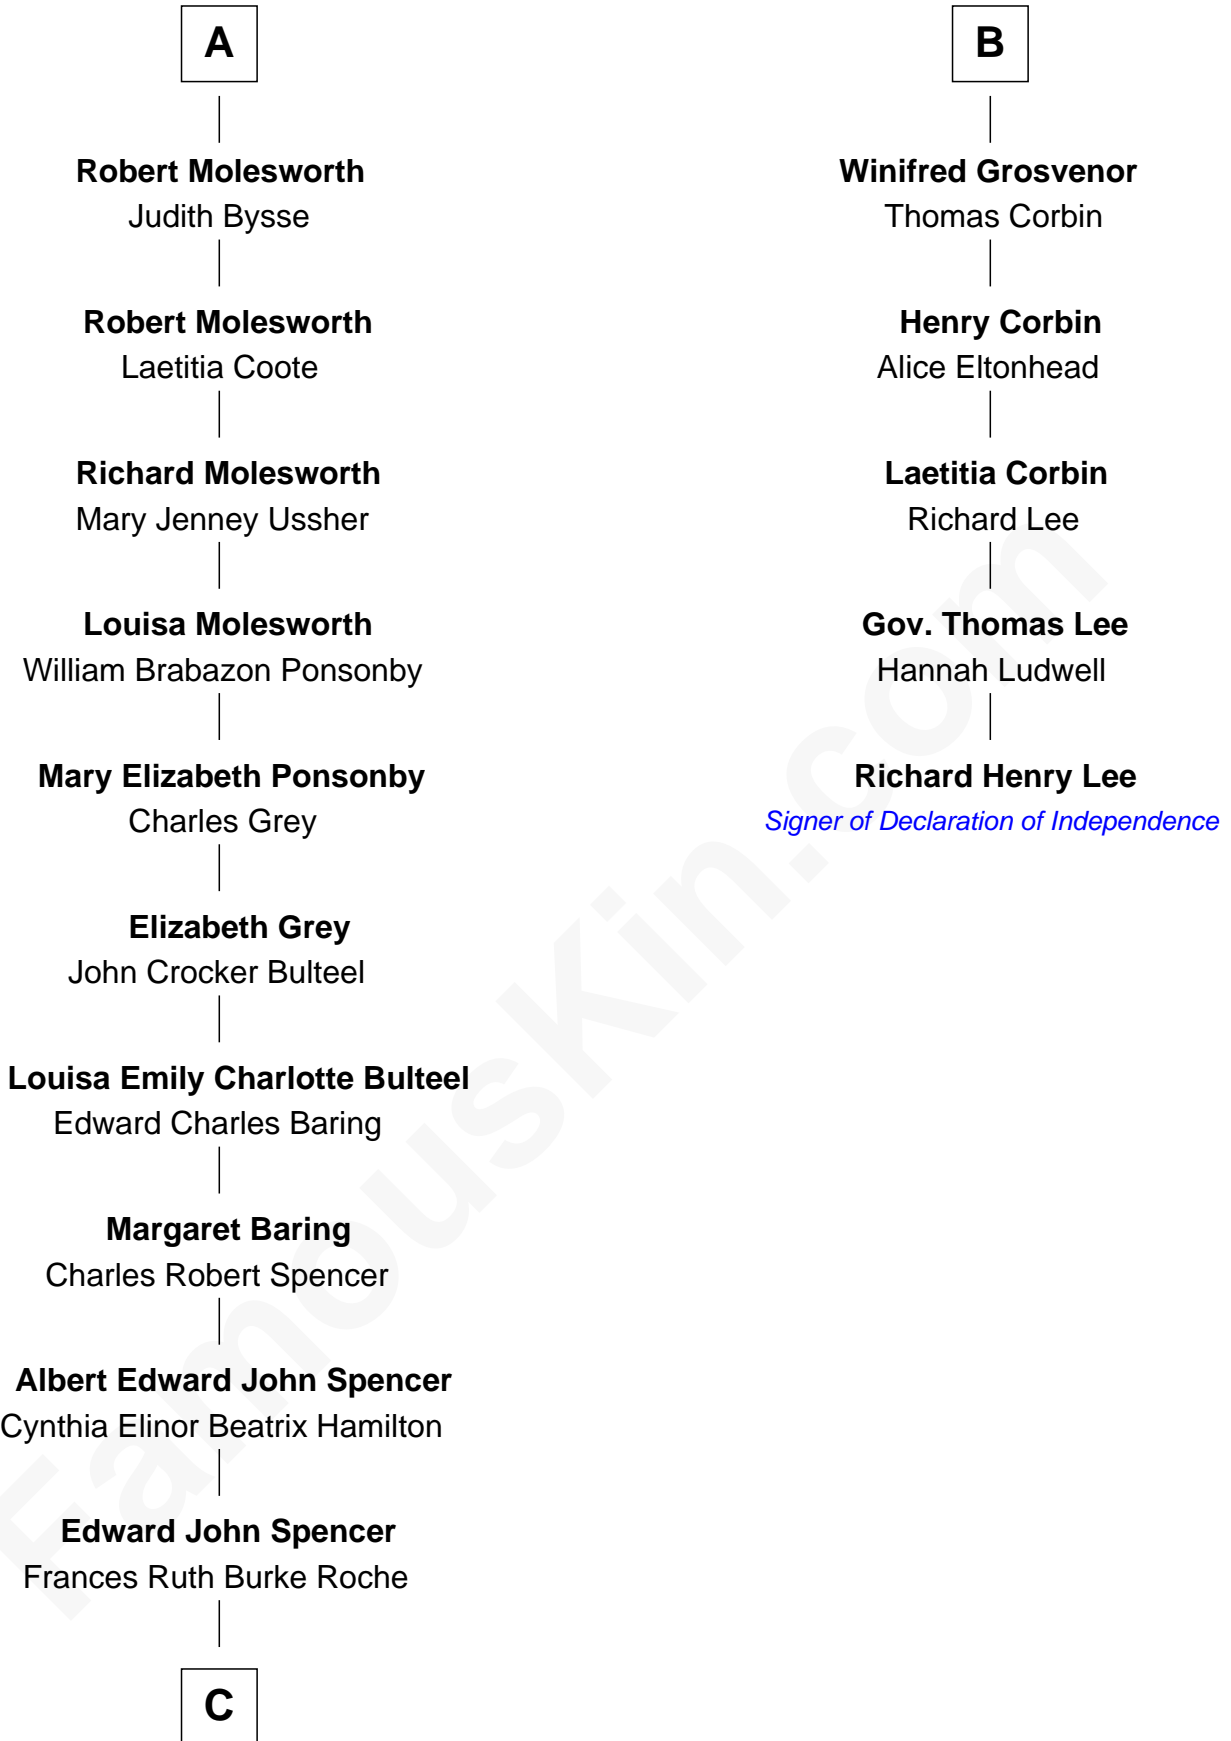 A
Robert Molesworth
Judith Bysse
Robert Molesworth
Laetitia Coote
Richard Molesworth
Mary Jenney Ussher
Louisa Molesworth
William Brabazon Ponsonby
Mary Elizabeth Ponsonby
Charles Grey
Elizabeth Grey
John Crocker Bulteel
Louisa Emily Charlotte Bulteel
Edward Charles Baring
Margaret Baring
Charles Robert Spencer
Albert Edward John Spencer
Cynthia Elinor Beatrix Hamilton
Edward John Spencer
Frances Ruth Burke Roche
C
B
Winifred Grosvenor
Thomas Corbin
Henry Corbin
Alice Eltonhead
Laetitia Corbin
Richard Lee
Gov. Thomas Lee
Hannah Ludwell
Richard Henry Lee
Signer of Declaration of Independence
FamousKin.com